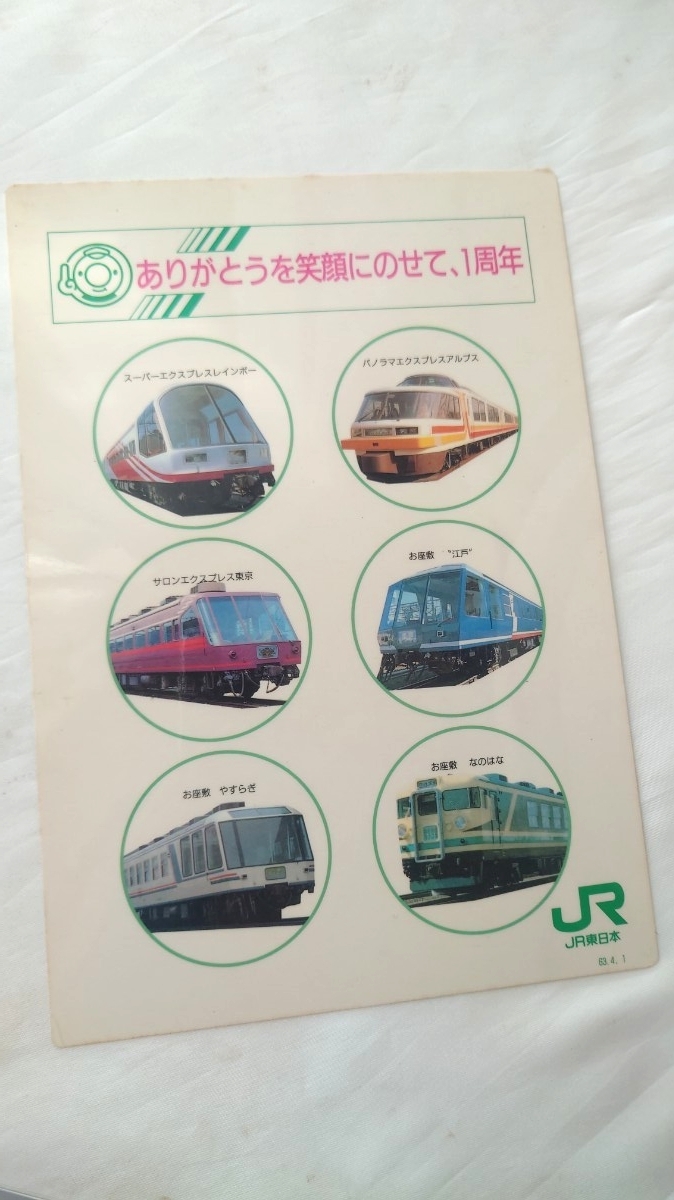 ありがとうを笑顔にのせて、1周年
スーパーエクスプレスレインボー
パノラマエクスプレスアルプス
サロンエクスプレス東京
お座敷 “江戸”
お座敷 やすらぎ
お座敷 なのはな
JR
JR東日本
63.4.1